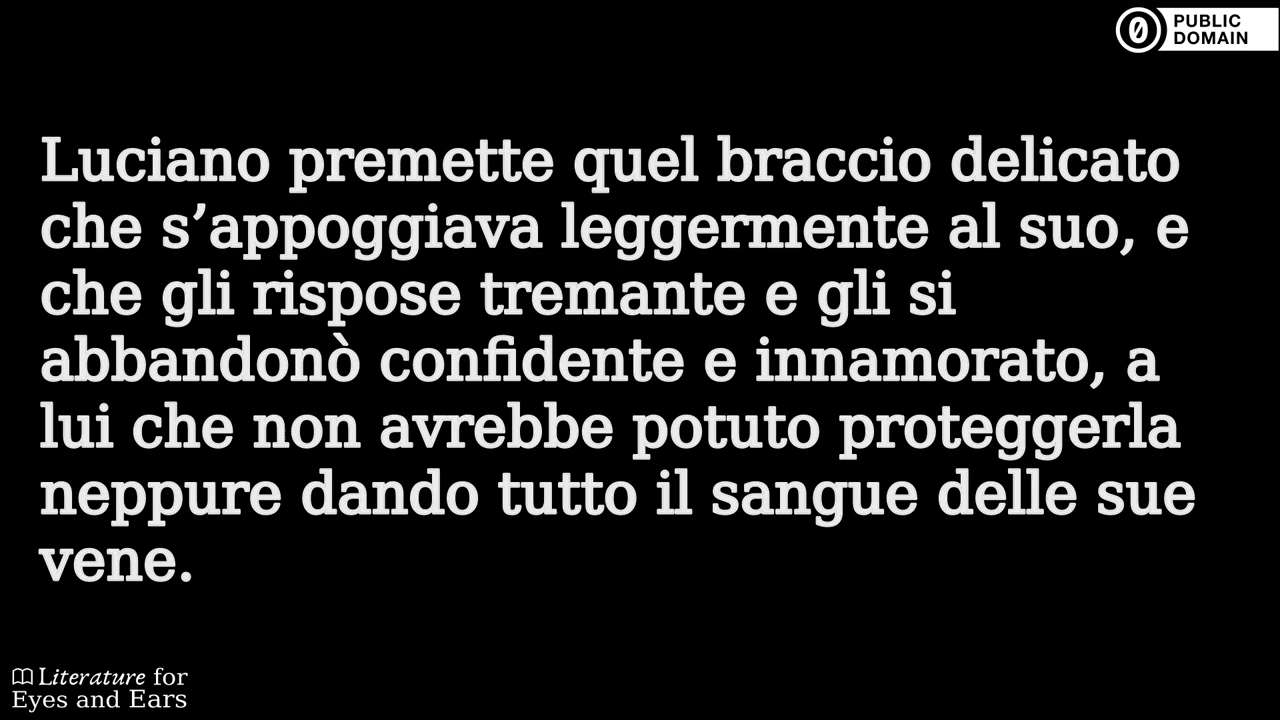 PUBLIC
DOMAIN
Luciano premette quel braccio delicato
che s’appoggiava leggermente al suo, e
che gli rispose tremante e gli si
abbandonò confidente e innamorato, a
lui che non avrebbe potuto proteggerla
neppure dando tutto il sangue delle sue
vene.
Literature for
Eyes and Ears